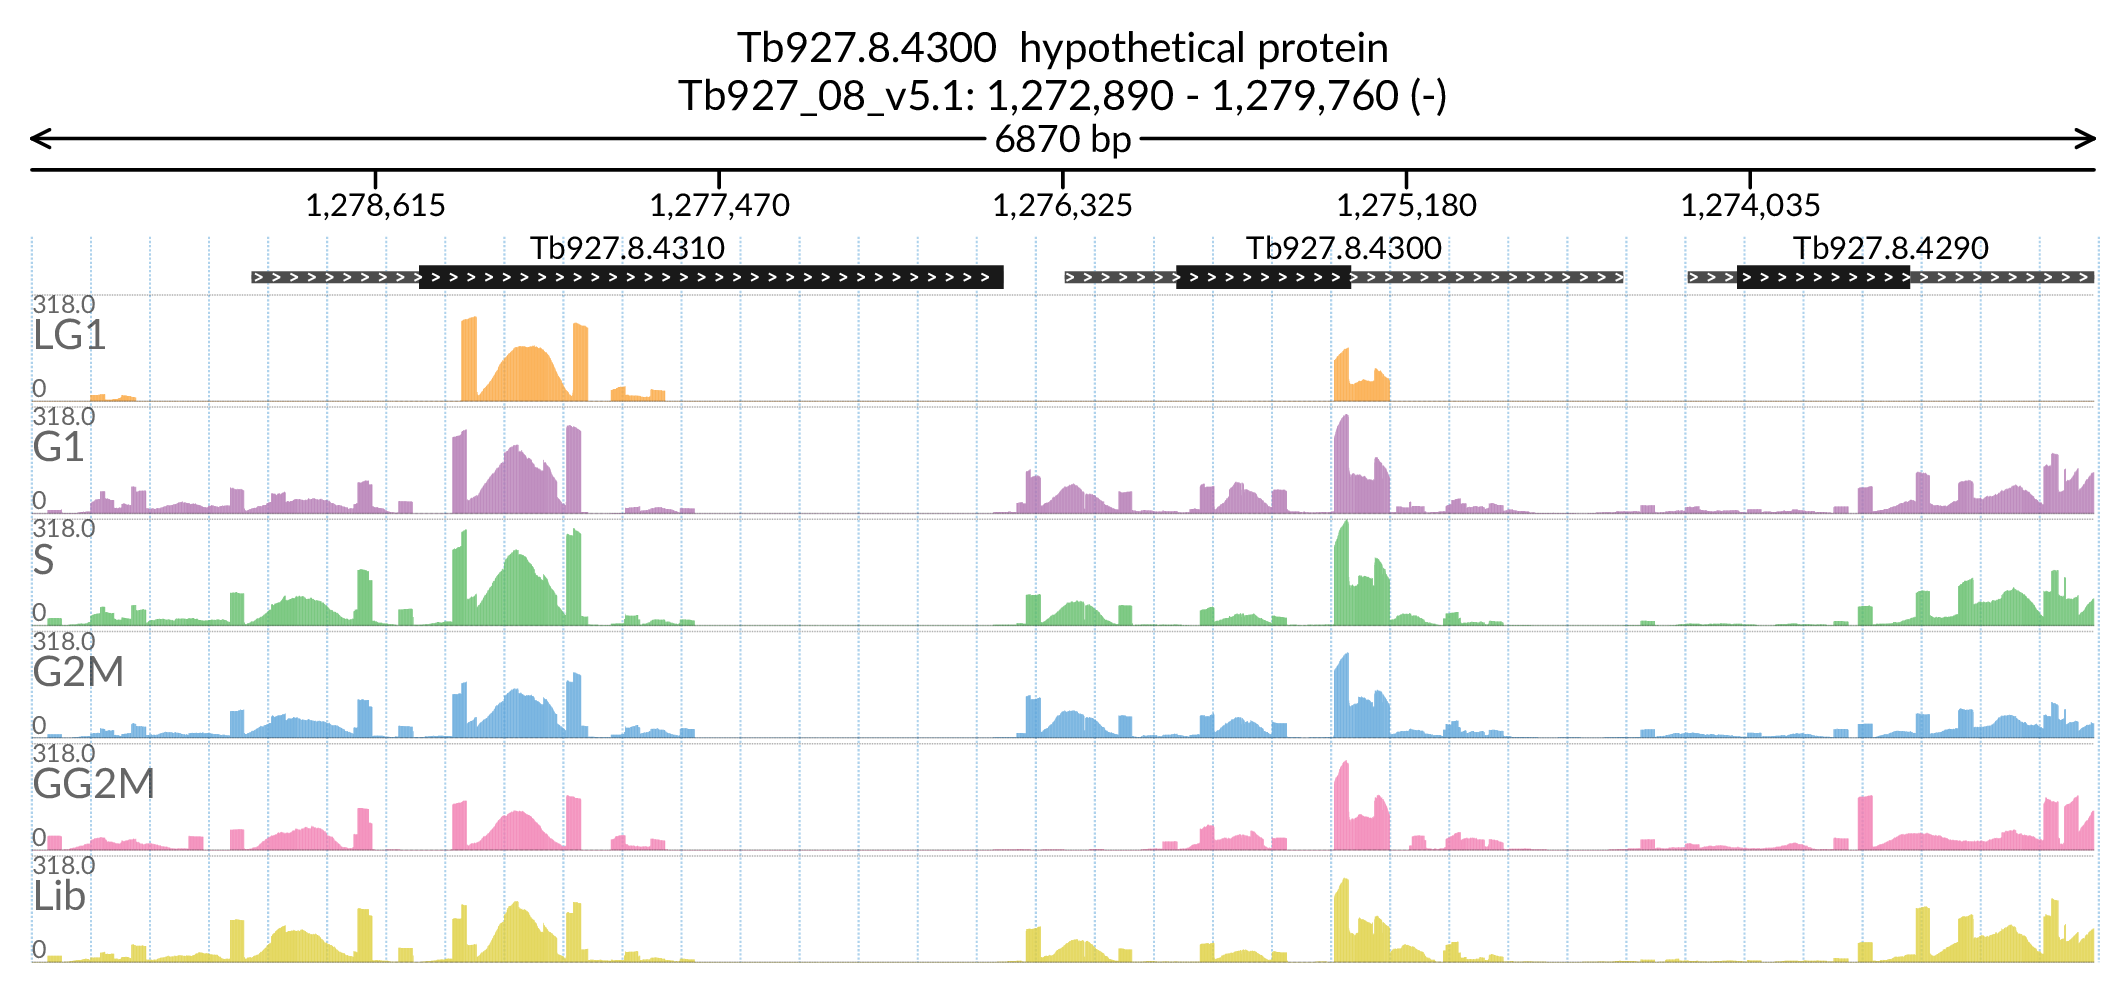 Tb927.8.4300  hypothetical protein
Tb927_08_v5.1: 1,272,890 - 1,279,760 (-)
6870 bp
1,278,615 1,277,470 1,276,325 1,275,180 1,274,035
Tb927.8.4310 Tb927.8.4300 Tb927.8.4290
318.0
LG1
0
318.0
G1
0
318.0
S
0
318.0
G2M
0
318.0
GG2M
0
318.0
Lib
0